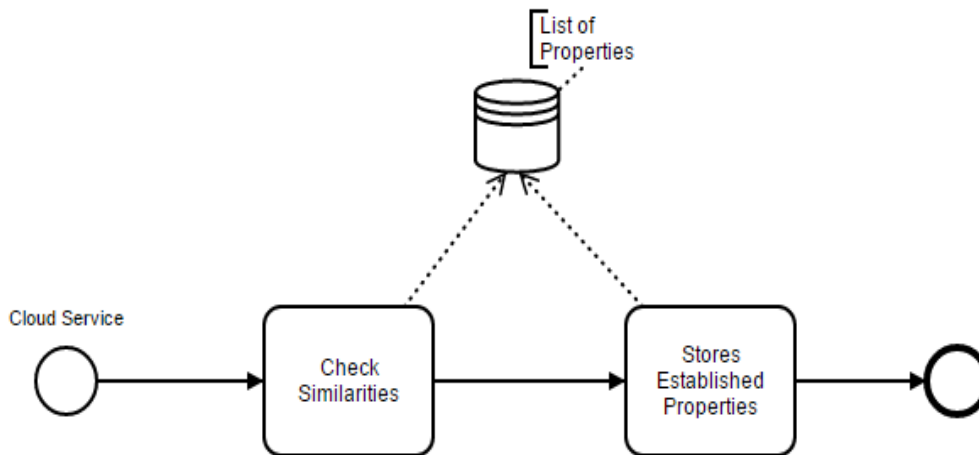 List of
Properties
Cloud Service
Check
Similarities
Stores
Established
Properties